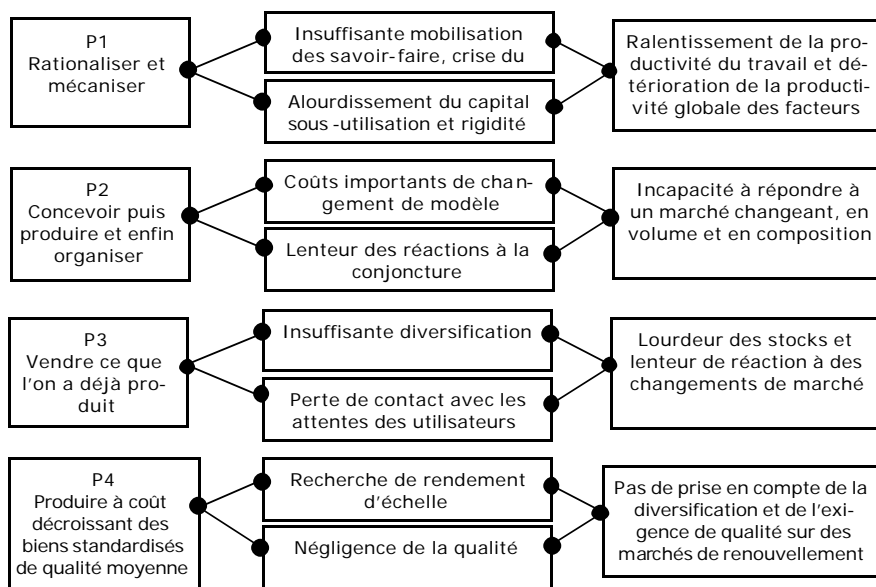 P1
Rationaliser et
mécaniser
Insuffisante mobilisation
des savoir-faire, crise du
Alourdissement du capital
sous -utilisation et rigidité
Ralentissement de la pro-
ductivité du travail et dé-
térioration de la producti-
vité globale des facteurs
P2
Concevoir puis
produire et enfin
organiser
Coûts importants de chan-
gement de modèle
Lenteur des réactions à la
conjoncture
Incapacité à répondre à
un marché changeant, en
volume et en composition
P3
Vendre ce que
l'on a déjà pro-
duit
Insuffisante diversification
Perte de contact avec les
attentes des utilisateurs
Lourdeur des stocks et
lenteur de réaction à des
changements de marché
P4
Produire à coût
décroissant des
biens standardisés
de qualité moyenne
Recherche de rendement
d'échelle
Négligence de la qualité
Pas de prise en compte de la
diversification et de l'exi-
gence de qualité sur des
marchés de renouvellement